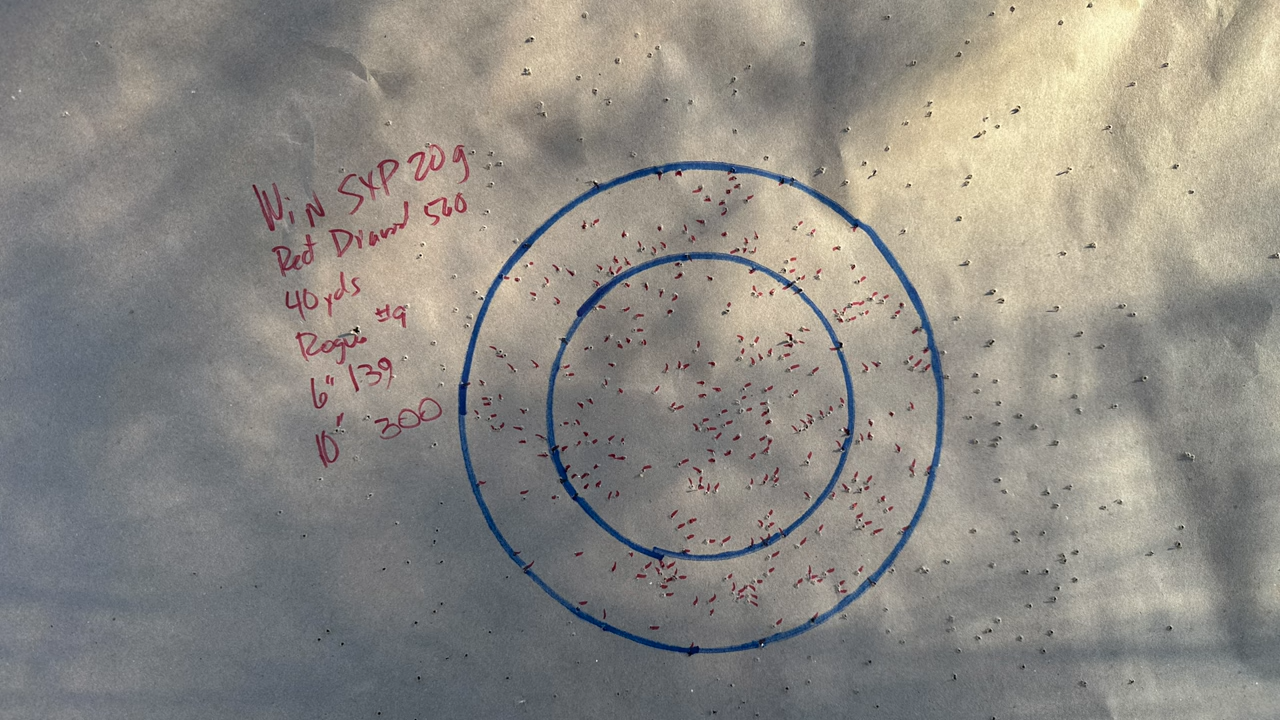 Win SXP 20g
Red Diamond 560
40 yds
Rogue #9
6" 139
10" 300